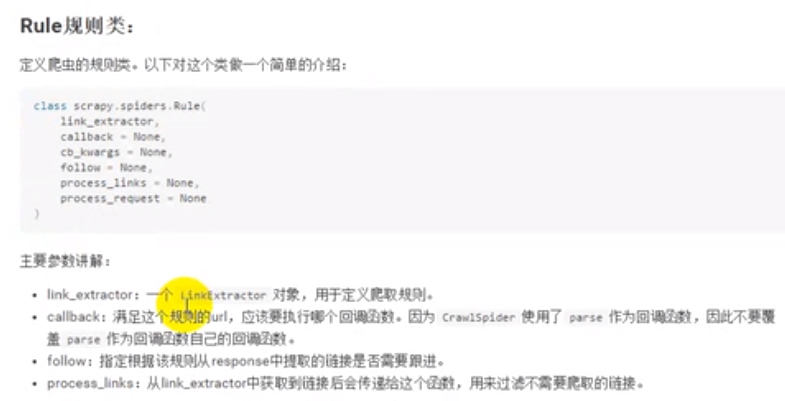 Rule规则类：
定义爬虫的规则类。以下对这个类做一个简单的介绍：
class scrapy.spiders.Rule(
link_extractor,
callback = None,
cb_kwargs = None,
follow = None,
process_links = None,
process_request = None
)
主要参数讲解：
• link_extractor：一个 LinkExtractor 对象，用于定义爬取规则。
• callback：满足这个规则的url，应该要执行哪个回调函数。因为 CrawlSpider 使用了 parse 作为回调函数，因此不要覆
盖 parse 作为回调函数自己的回调函数。
• follow：指定根据该规则从response中提取的链接是否需要跟进。
• process_links：从link_extractor中获取到链接后会传递给这个函数，用来过滤不需要爬取的链接。